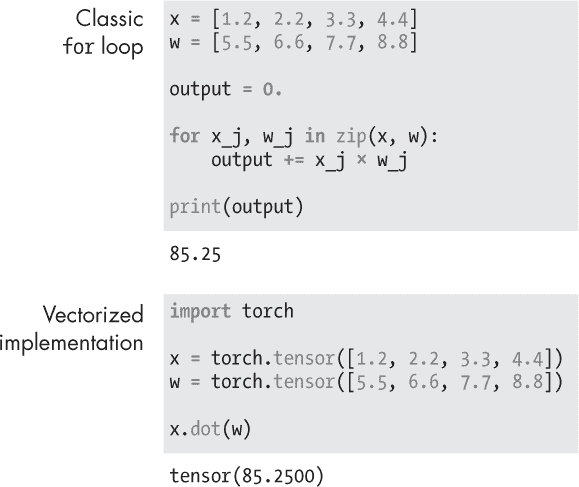 Classic
for loop
x = [1.2, 2.2, 3.3, 4.4]
w = [5.5, 6.6, 7.7, 8.8]
output = 0.
for x_j, w_j in zip(x, w):
output += x_j × w_j
print(output)
85.25
Vectorized
implementation
import torch
x = torch.tensor([1.2, 2.2, 3.3, 4.4])
w = torch.tensor([5.5, 6.6, 7.7, 8.8])
x.dot(w)
tensor(85.2500)